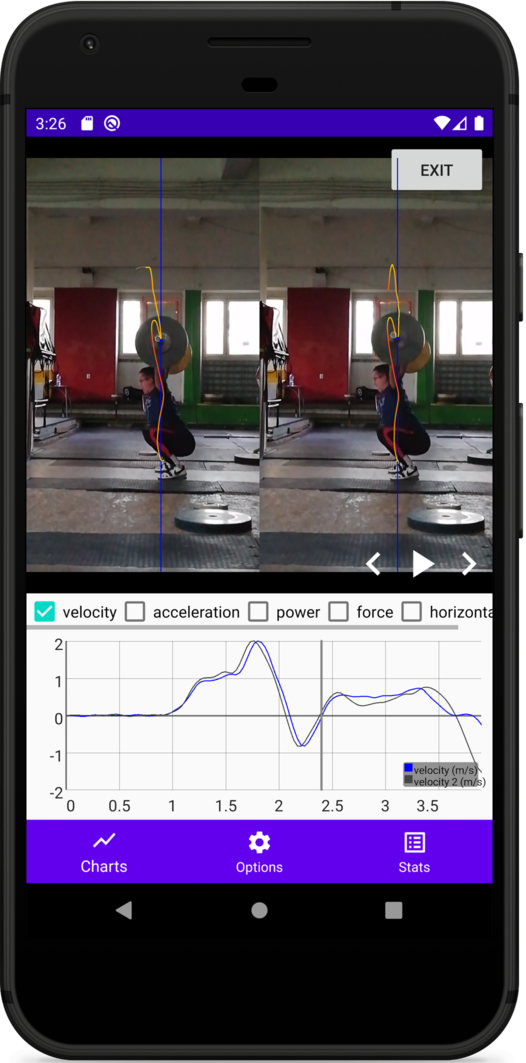 3:26
EXIT
velocity acceleration power force horizonta
2
1
0
-1
-2
velocity (m/s)
velocity 2 (m/s)
0 0.5 1 1.5 2 2.5 3 3.5
Charts Options Stats